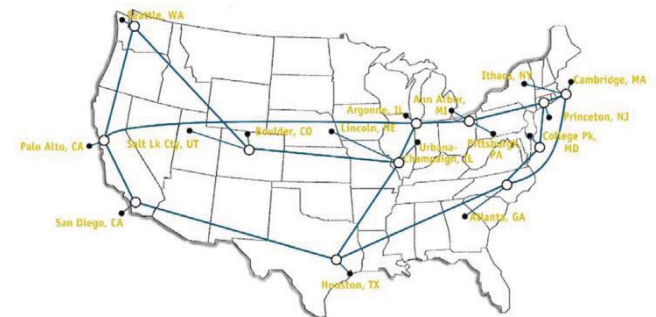 Seattle, WA
Ithaca, NY
Cambridge, MA
Ann Arbor,
MI
Argonne, IL
Princeton, NJ
Boulder, CO
Lincoln, NE
College Pk,
MD
Palo Alto, CA
Salt Lk Cty, UT
Urbana-
Champaign, IL
Pittsburgh,
PA
San Diego, CA
Atlanta, GA
Houston, TX